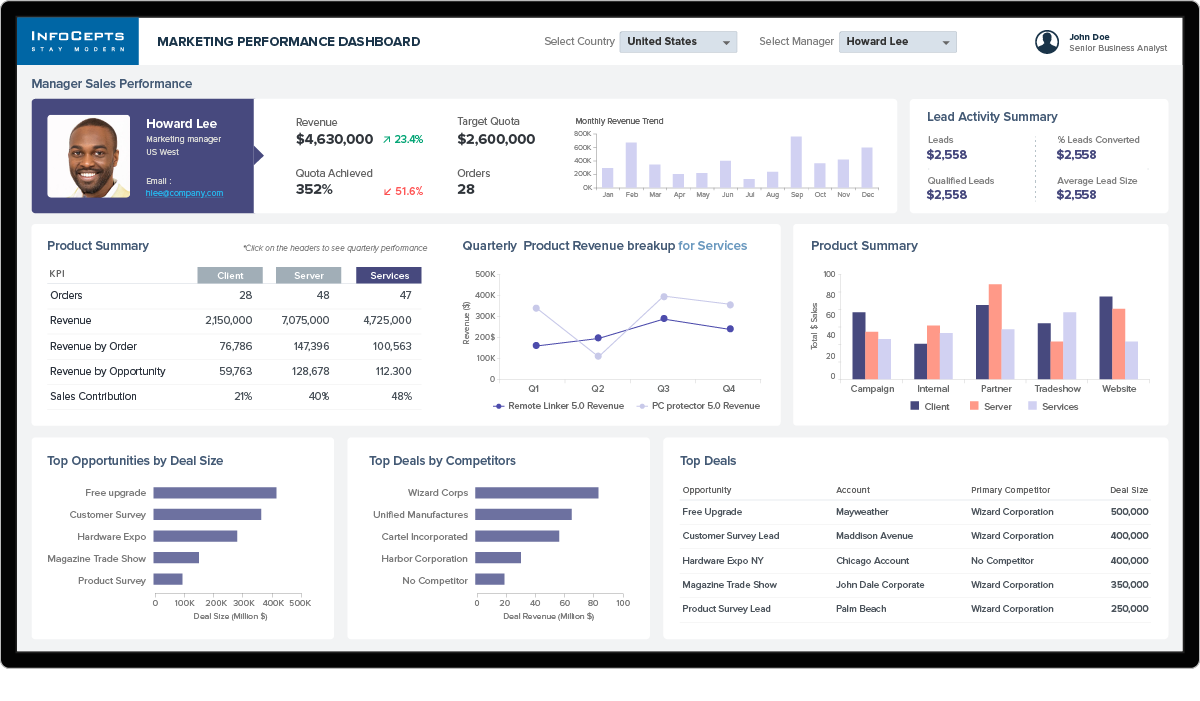 INFOCEPTS
STAY MODERN
MARKETING PERFORMANCE DASHBOARD
Select Country United States
Select Manager Howard Lee
John Doe
Senior Business Analyst
Manager Sales Performance
Howard Lee
Marketing manager
US West
Email :
hlee@company.com
Revenue
$4,630,000 23.4%
Target Quota
$2,600,000
Quota Achieved
352% 51.6%
Orders
28
Monthly Revenue Trend
800K
600K
400K
200K
0K
Jan Feb Mar Apr May Jun Jul Aug Sep Oct Nov Dec
Lead Activity Summary
Leads
$2,558
% Leads Converted
$2,558
Qualified Leads
$2,558
Average Lead Size
$2,558
Product Summary
*Click on the headers to see quarterly performance
KPI Client Server Services
Orders 28 48 47
Revenue 2,150,000 7,075,000 4,725,000
Revenue by Order 76,786 147,396 100,563
Revenue by Opportunity 59,763 128,678 112.300
Sales Contribution 21% 40% 48%
Quarterly Product Revenue breakup for Services
Revenue ($)
500K
400K
300K
200$
100K
0
Q1 Q2 Q3 Q4
Remote Linker 5.0 Revenue PC protector 5.0 Revenue
Product Summary
Total $ Sales
100
80
60
40
20
0
Campaign Internal Partner Tradeshow Website
Client Server Services
Top Opportunities by Deal Size
Free upgrade
Customer Survey
Hardware Expo
Magazine Trade Show
Product Survey
0 100K 200K 300K 400K 500K
Deal Size (Million $)
Top Deals by Competitors
Wizard Corps
Unified Manufactures
Cartel Incorporated
Harbor Corporation
No Competitor
0 20 40 60 80 100
Deal Revenue (Million $)
Top Deals
Opportunity Account Primary Competitor Deal Size
Free Upgrade Mayweather Wizard Corporation 500,000
Customer Survey Lead Maddison Avenue Wizard Corporation 400,000
Hardware Expo NY Chicago Account No Competitor 400,000
Magazine Trade Show John Dale Corporate Wizard Corporation 350,000
Product Survey Lead Palm Beach Wizard Corporation 250,000